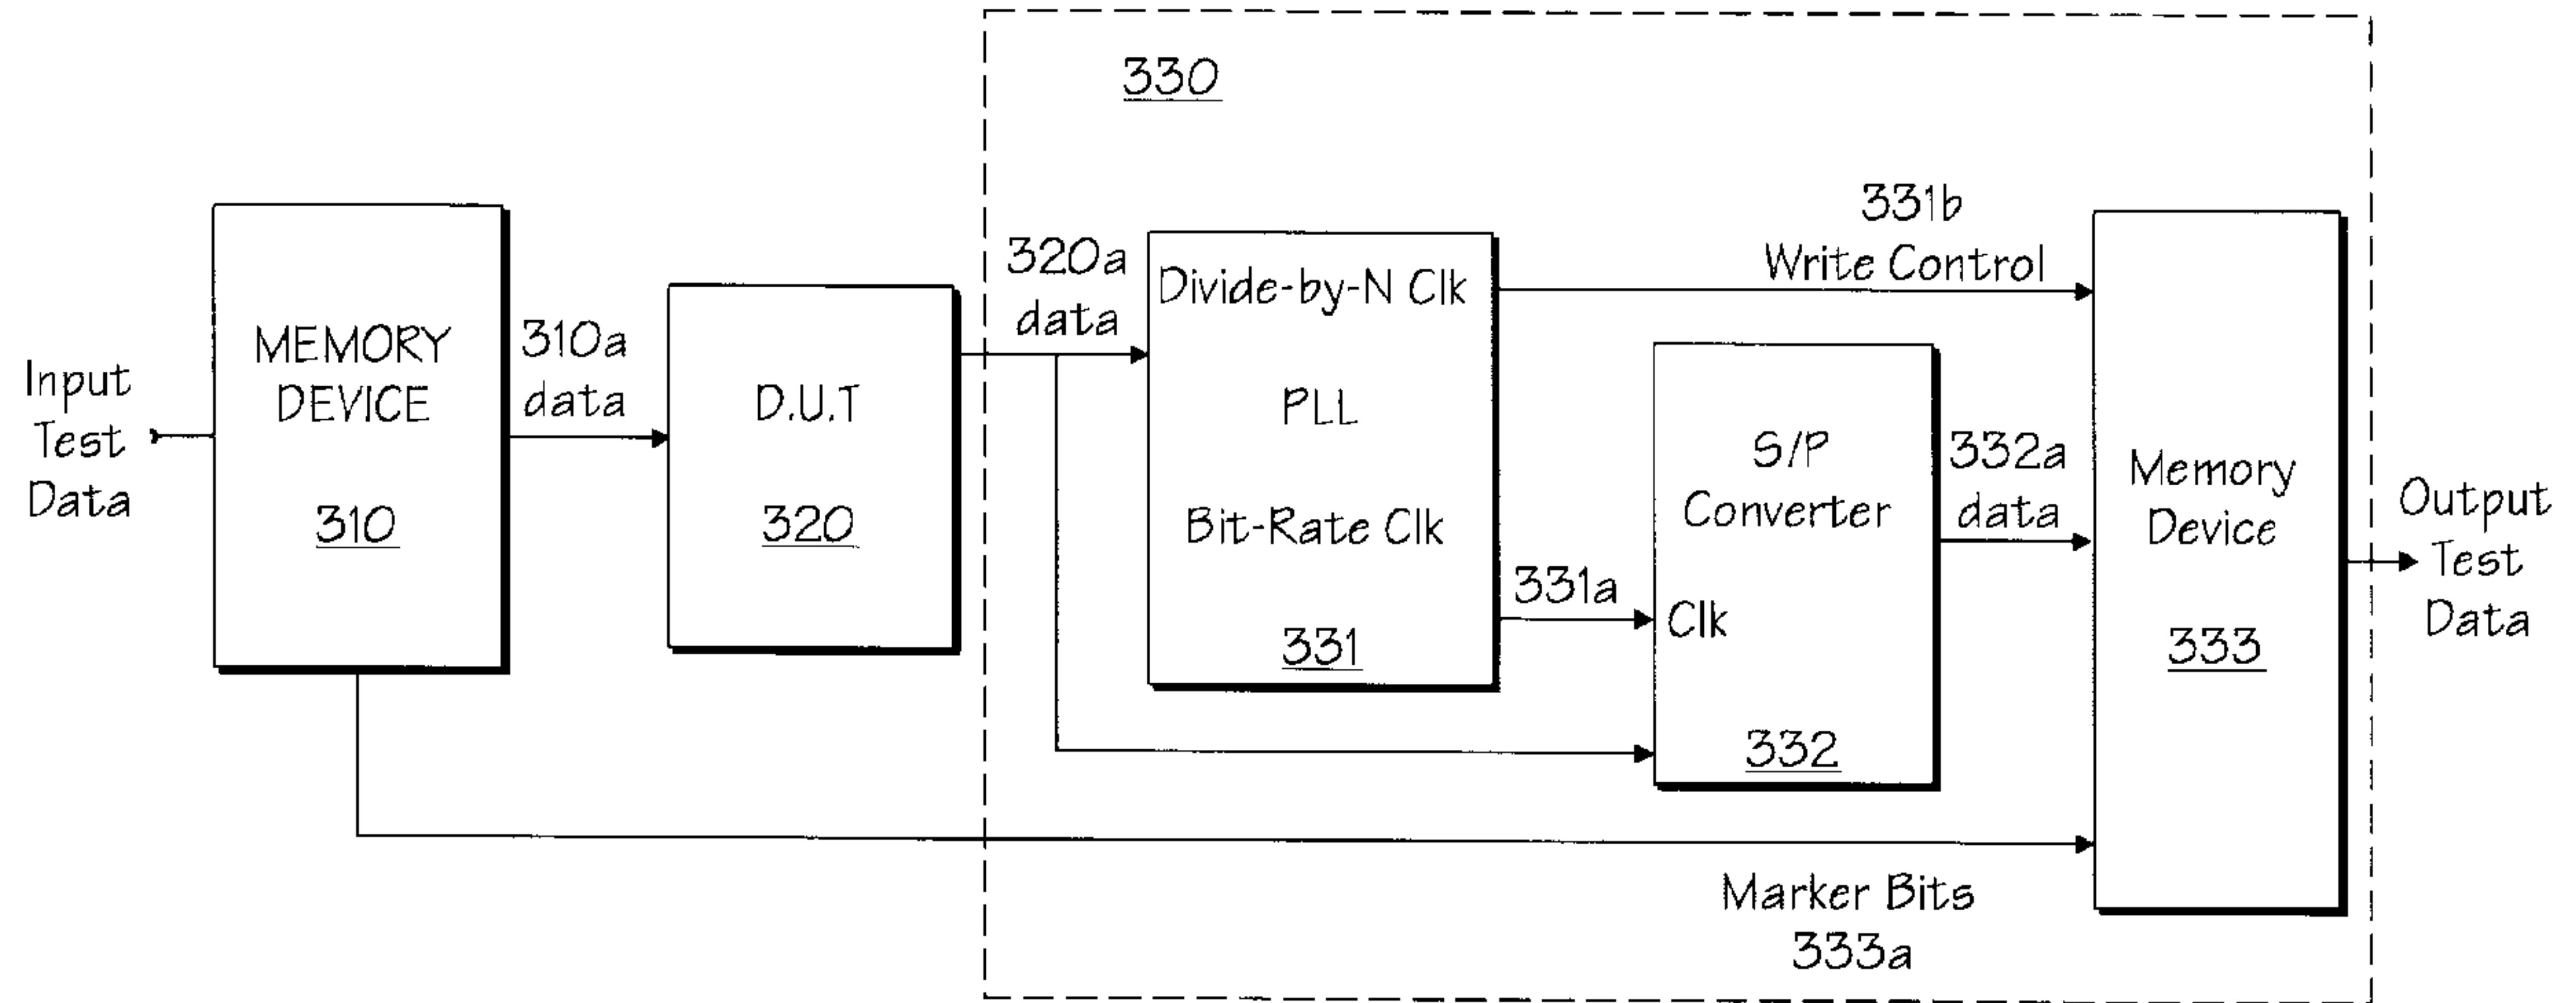 330
Input
Test
Data
MEMORY
DEVICE
310
310a
data
D.U.T
320
320a
data
Divide-by-N Clk
PLL
Bit-Rate Clk
331
331b
Write Control
331a
S/P
Converter
Clk
332
332a
data
Memory
Device
333
Output
Test
Data
Marker Bits
333a